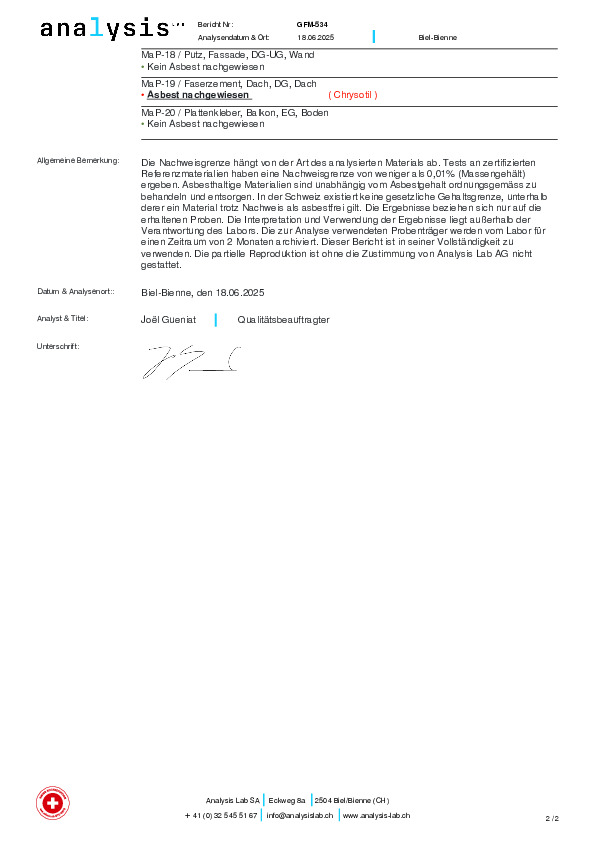 analysis LAB
Bericht Nr: GFM-534
Analysendatum & Ort: 18.06.2025 Biel-Bienne
MaP-18 / Putz, Fassade, DG-UG, Wand
• Kein Asbest nachgewiesen
MaP-19 / Faserzement, Dach, DG, Dach
• Asbest nachgewiesen ( Chrysotil )
MaP-20 / Plattenkleber, Balkon, EG, Boden
• Kein Asbest nachgewiesen
Allgemeine Bemerkung:
Die Nachweisgrenze hängt von der Art des analysierten Materials ab. Tests an zertifizierten
Referenzmaterialien haben eine Nachweisgrenze von weniger als 0,01% (Massengehält)
ergeben. Asbesthaltige Materialien sind unabhängig vom Asbestgehalt ordnungsgemäss zu
behandeln und entsorgen. In der Schweiz existiert keine gesetzliche Gehaltsgrenze, unterhalb
derer ein Material trotz Nachweis als asbestfrei gilt. Die Ergebnisse beziehen sich nur auf die
erhaltenen Proben. Die Interpretation und Verwendung der Ergebnisse liegt außerhalb der
Verantwortung des Labors. Die zur Analyse verwendeten Probenträger werden vom Labor für
einen Zeitraum von 2 Monaten archiviert. Dieser Bericht ist in seiner Vollständigkeit zu
verwenden. Die partielle Reproduktion ist ohne die Zustimmung von Analysis Lab AG nicht
gestattet.
Datum & Analysenort:: Biel-Bienne, den 18.06.2025
Analyst & Titel: Joël Gueniat Qualitätsbeauftragter
Unterschrift:
Analysis Lab SA Eckweg 8a 2504 Biel/Bienne (CH)
+ 41 (0) 32 545 51 67 info@analysislab.ch www.analysis-lab.ch
2 / 2